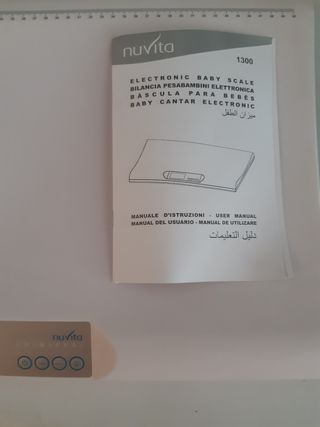 nuvita
1300
ELECTRONIC BABY SCALE
BILANCIA PESABAMBINI ELETTRONICA
BÁSCULA PARA BEBÉS
BABY CANTAR ELECTRONIC
ميزان الطفل
MANUALE D'ISTRUZIONI - USER MANUAL
MANUAL DEL USUARIO - MANUAL DE UTILIZARE
دليل التعليمات
nuvita